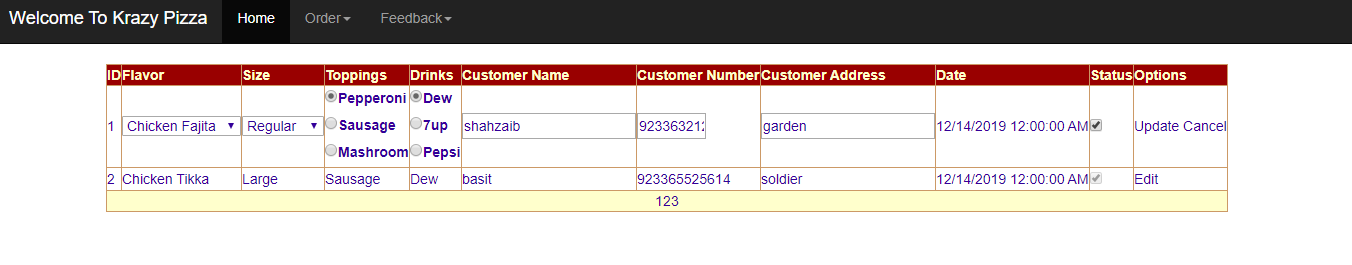 Welcome To Krazy Pizza Home Order Feedback
ID Flavor Size Toppings Drinks Customer Name Customer Number Customer Address Date Status Options
Pepperoni Dew
1 Chicken Fajita Regular Sausage 7up shahzaib 923363212 garden 12/14/2019 12:00:00 AM Update Cancel
Mashroom Pepsi
2 Chicken Tikka Large Sausage Dew basit 923365525614 soldier 12/14/2019 12:00:00 AM Edit
123